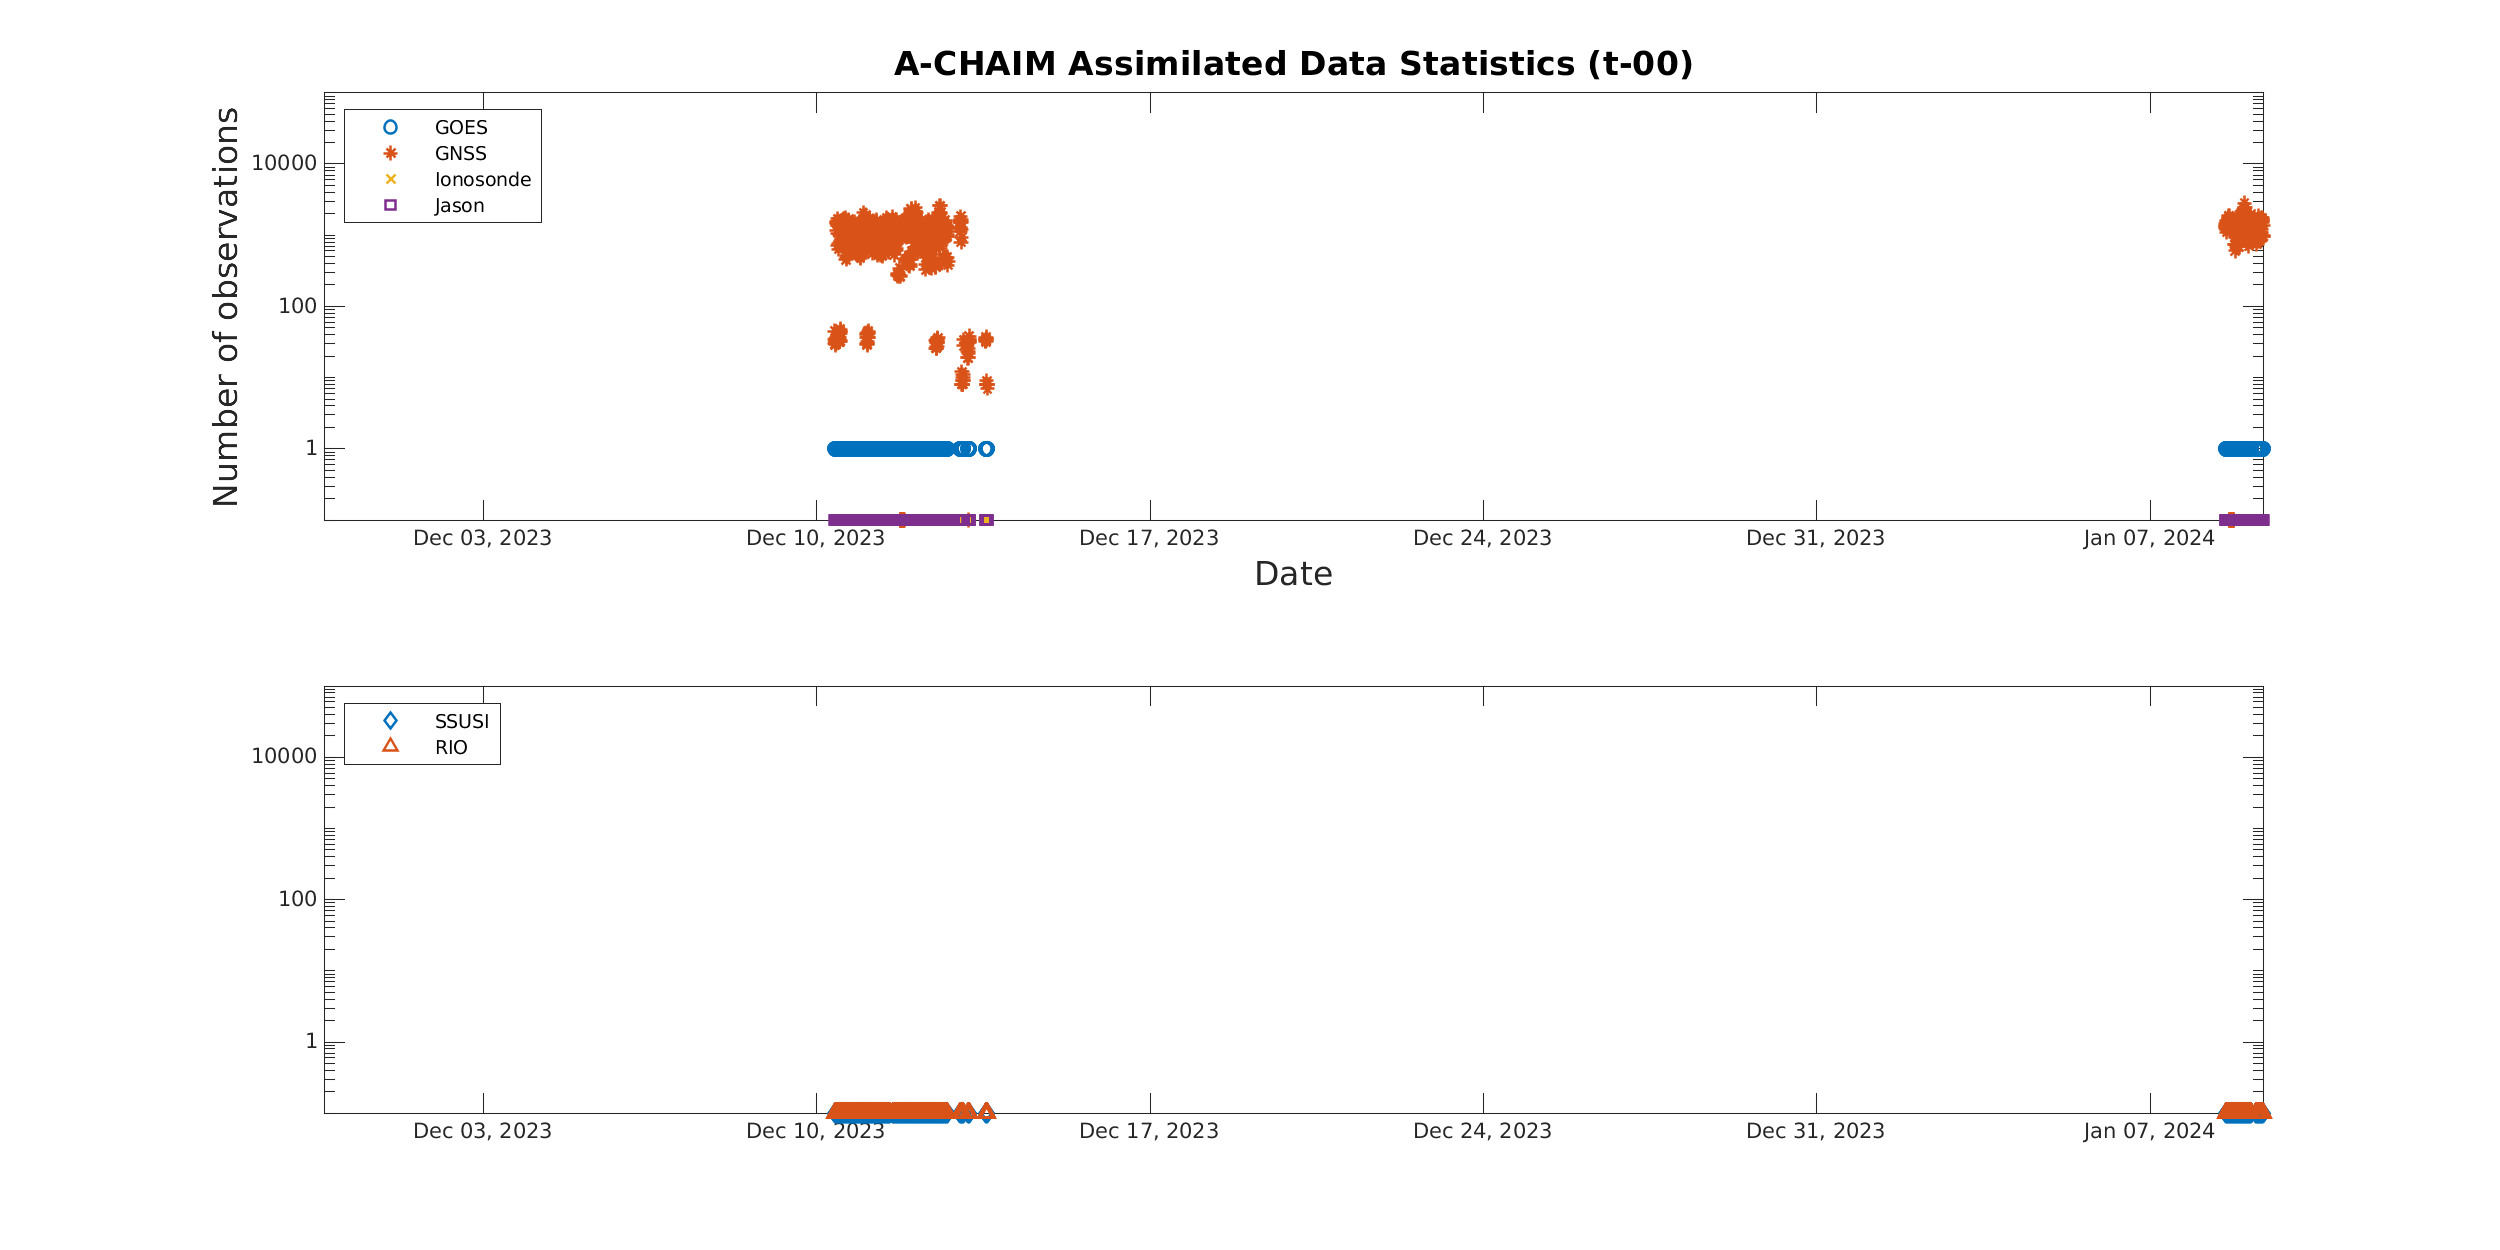 A-CHAIM Assimilated Data Statistics (t-00)
Number of observations
10000
100
1
GOES
GNSS
Ionosonde
Jason
Dec 03, 2023
Dec 10, 2023
Dec 17, 2023
Dec 24, 2023
Dec 31, 2023
Jan 07, 2024
Date
10000
100
1
SSUSI
RIO
Dec 03, 2023
Dec 10, 2023
Dec 17, 2023
Dec 24, 2023
Dec 31, 2023
Jan 07, 2024